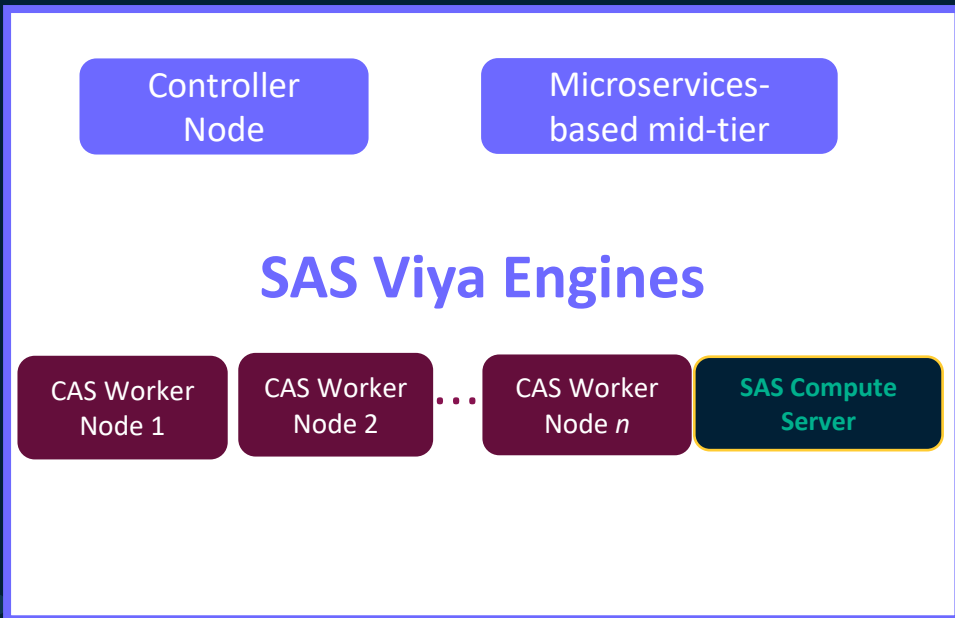 Controller
Node
Microservices-
based mid-tier
SAS Viya Engines
CAS Worker
Node 1
CAS Worker
Node 2
...
CAS Worker
Node n
SAS Compute
Server